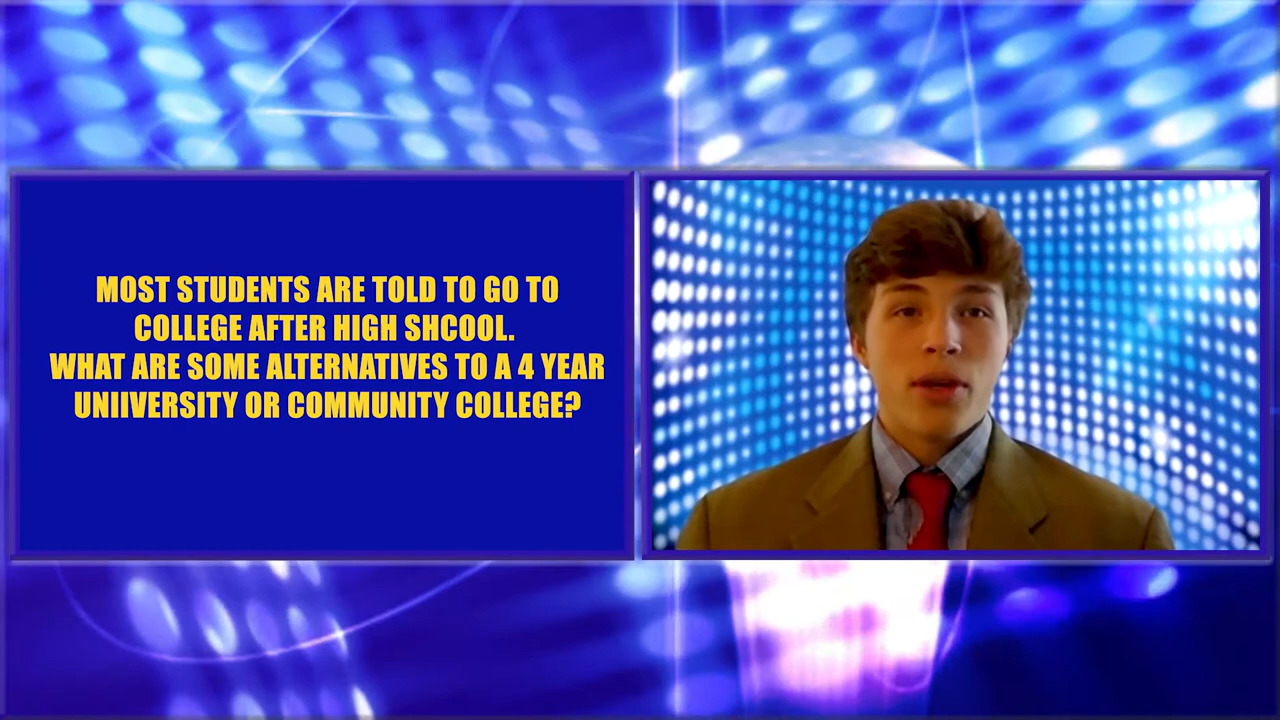 MOST STUDENTS ARE TOLD TO GO TO
COLLEGE AFTER HIGH SHCOOL.
WHAT ARE SOME ALTERNATIVES TO A 4 YEAR
UNIIVERSITY OR COMMUNITY COLLEGE?